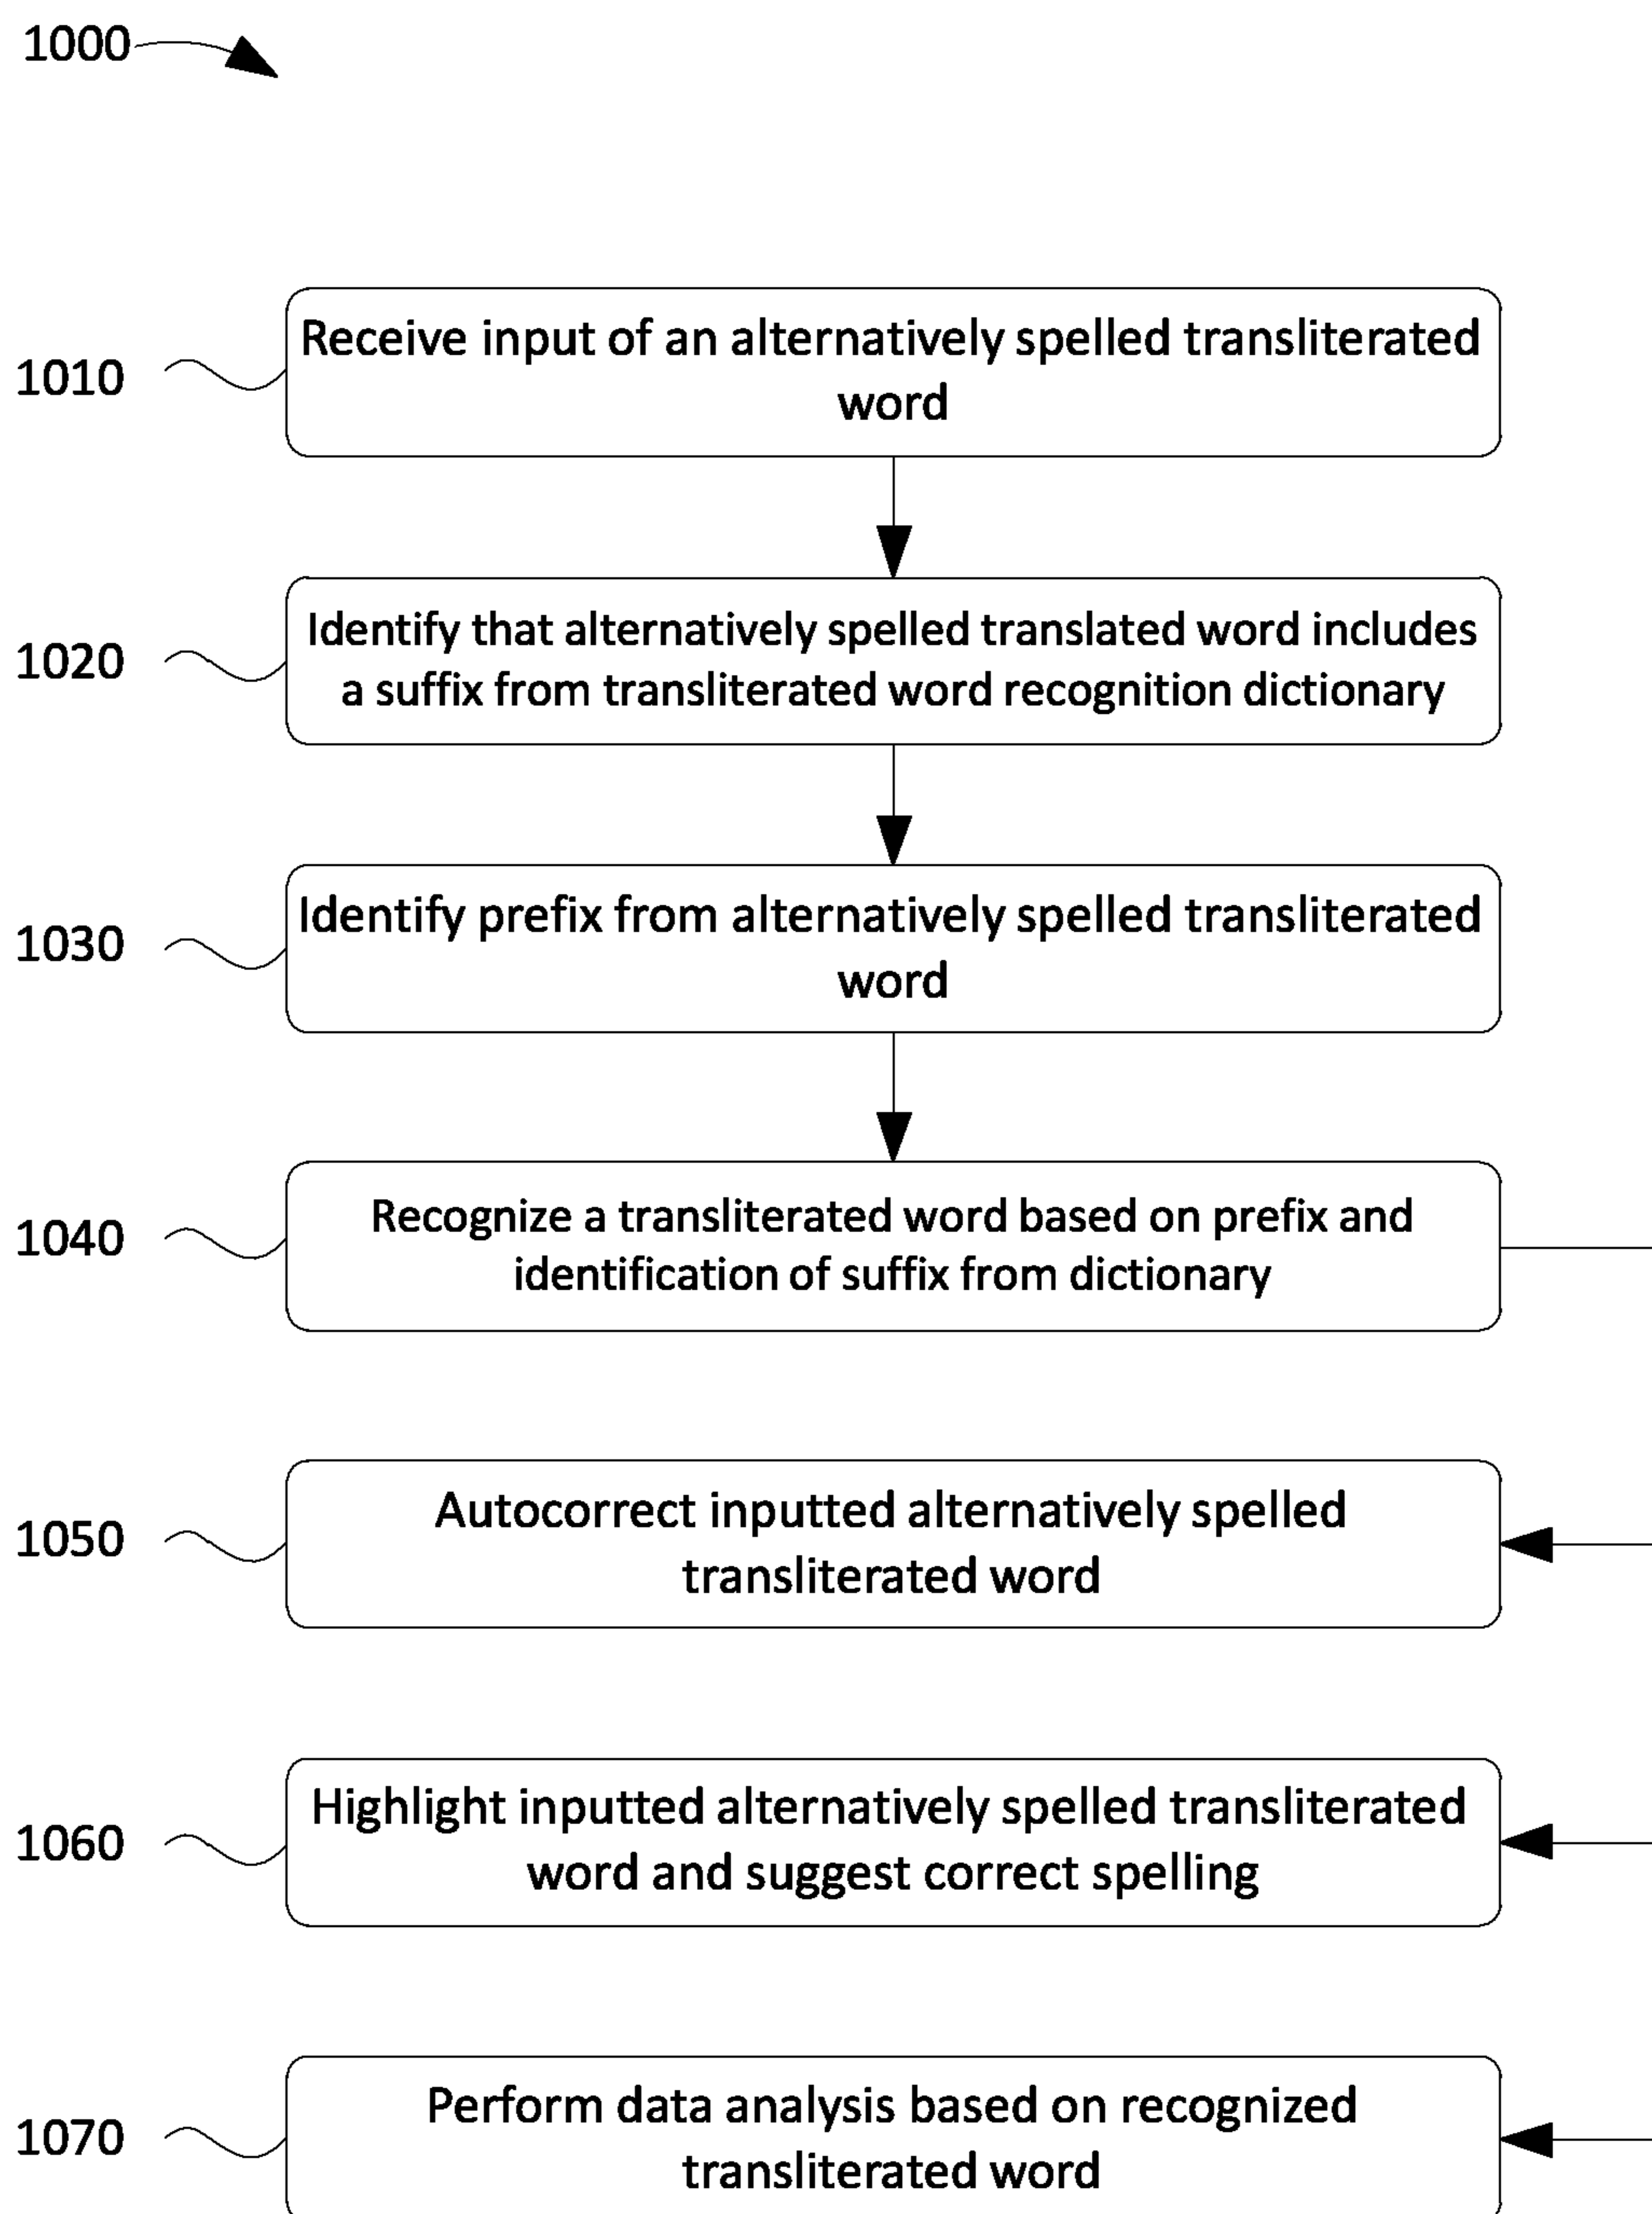 1000
1010
Receive input of an alternatively spelled transliterated
word
1020
Identify that alternatively spelled translated word includes
a suffix from transliterated word recognition dictionary
1030
Identify prefix from alternatively spelled transliterated
word
1040
Recognize a transliterated word based on prefix and
identification of suffix from dictionary
1050
Autocorrect inputted alternatively spelled
transliterated word
1060
Highlight inputted alternatively spelled transliterated
word and suggest correct spelling
1070
Perform data analysis based on recognized
transliterated word